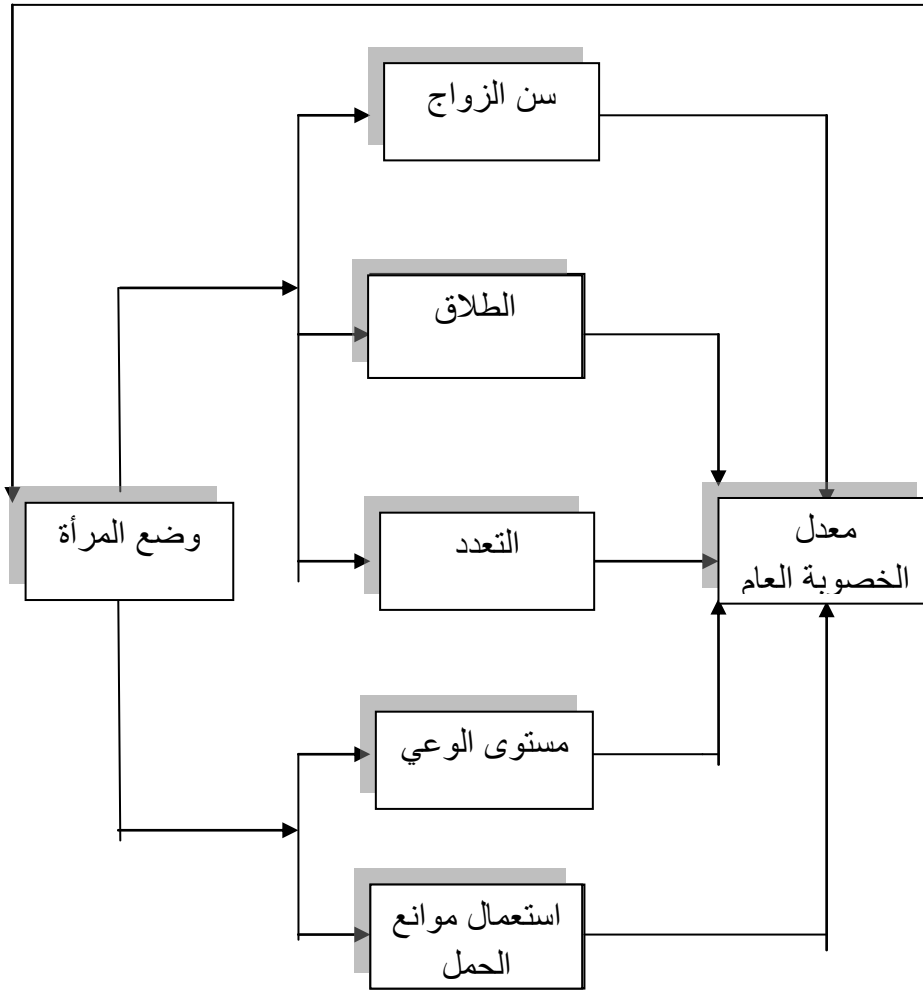 سن الزواج
الطلاق
التعدد
وضع المرأة
معدل
الخصوبة العام
مستوى الوعي
استعمال موانع
الحمل